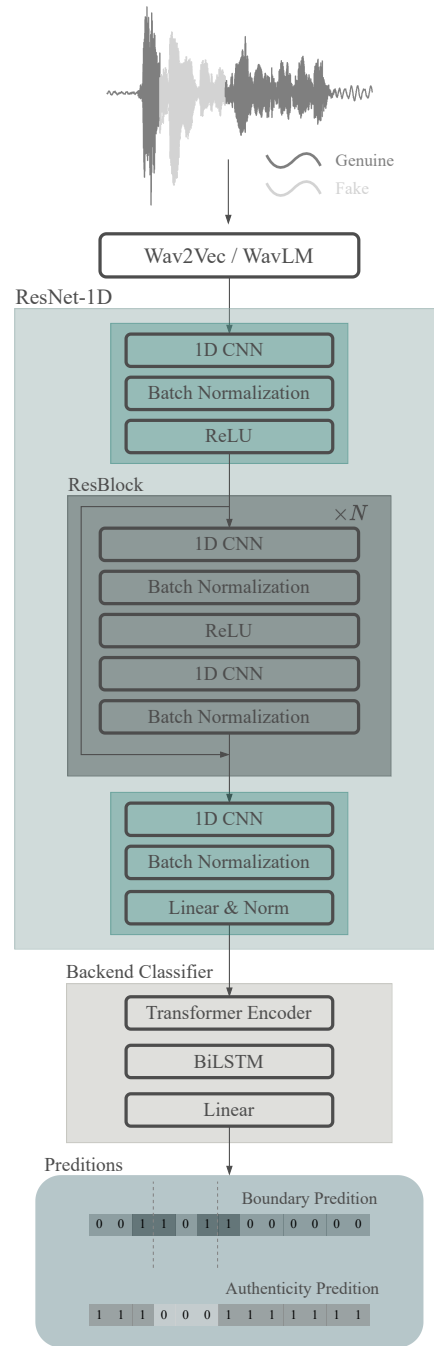 Genuine
Fake
Wav2Vec / WavLM
ResNet-1D
1D CNN
Batch Normalization
ReLU
ResBlock
×N
1D CNN
Batch Normalization
ReLU
1D CNN
Batch Normalization
1D CNN
Batch Normalization
Linear & Norm
Backend Classifier
Transformer Encoder
BiLSTM
Linear
Preditions
Boundary Predition
0 0 1 1 0 1 1 0 0 0 0 0 0
Authenticity Predition
1 1 1 0 0 0 1 1 1 1 1 1 1